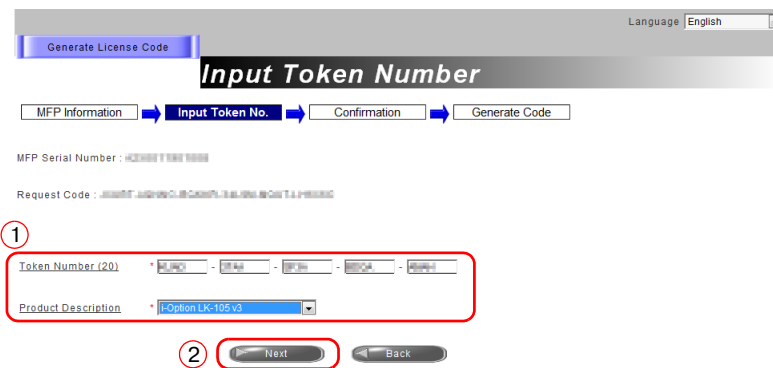 Language English
Generate License Code
Input Token Number
MFP Information Input Token No. Confirmation Generate Code
MFP Serial Number :
Request Code :
1
Token Number (20) * - - - -
Product Description * i-Option LK-105 v3
2 Next Back